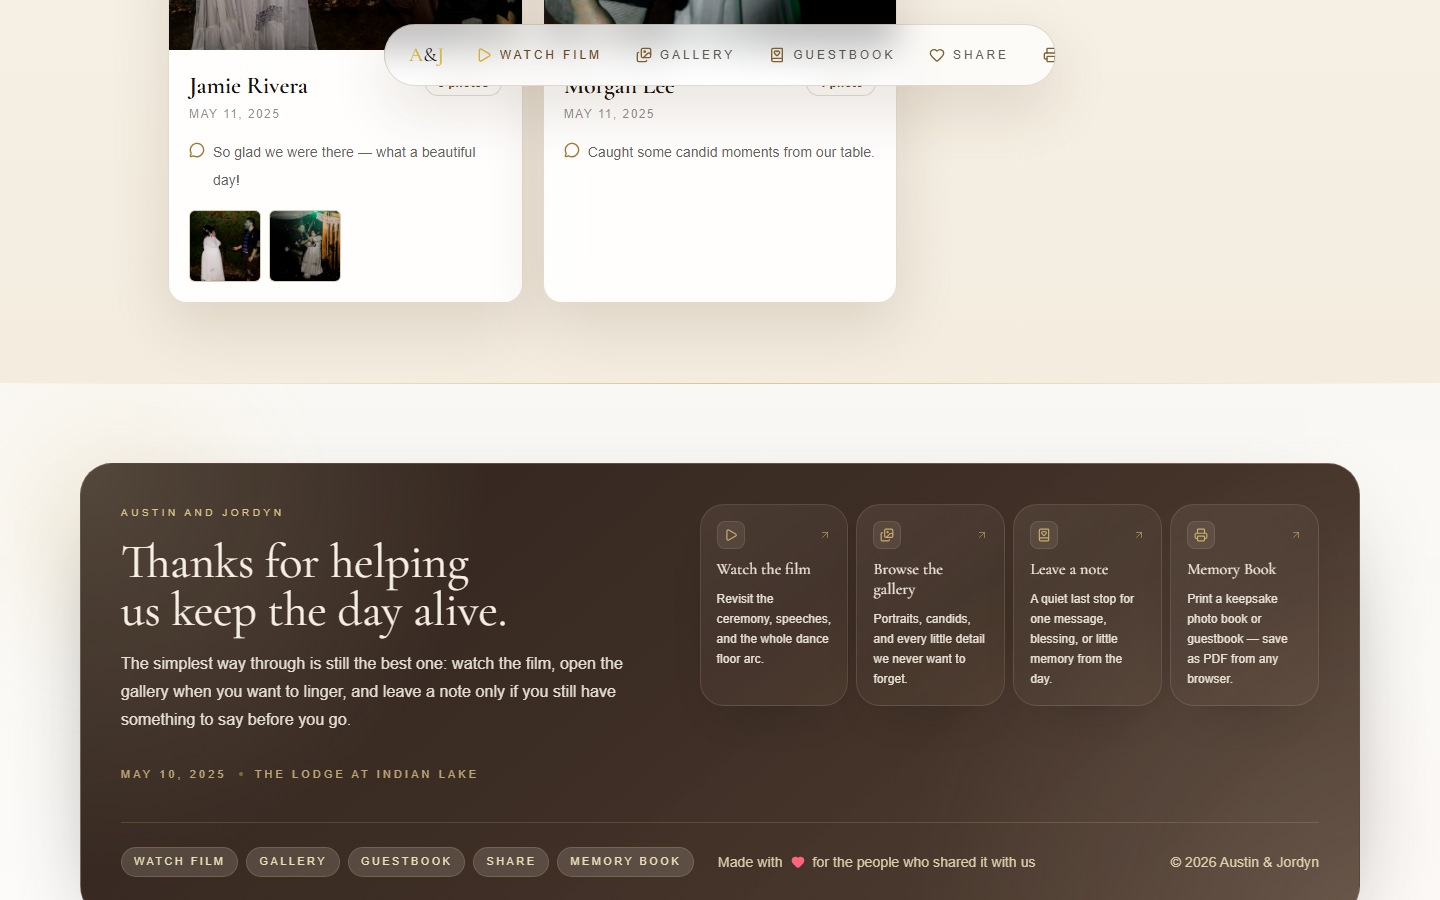 A&J
WATCH FILM
GALLERY
GUESTBOOK
SHARE
Jamie Rivera
MAY 11, 2025
So glad we were there — what a beautiful
day!
Morgan Lee
MAY 11, 2025
Caught some candid moments from our table.
AUSTIN AND JORDYN
Thanks for helping
us keep the day alive.
The simplest way through is still the best one: watch the film, open the
gallery when you want to linger, and leave a note only if you still have
something to say before you go.
MAY 10, 2025 • THE LODGE AT INDIAN LAKE
Watch the film
Revisit the
ceremony, speeches,
and the whole dance
floor arc.
Browse the
gallery
Portraits, candids,
and every little detail
we never want to
forget.
Leave a note
A quiet last stop for
one message,
blessing, or little
memory from the
day.
Memory Book
Print a keepsake
photo book or
guestbook — save
as PDF from any
browser.
WATCH FILM
GALLERY
GUESTBOOK
SHARE
MEMORY BOOK
Made with ♥ for the people who shared it with us
© 2026 Austin & Jordyn